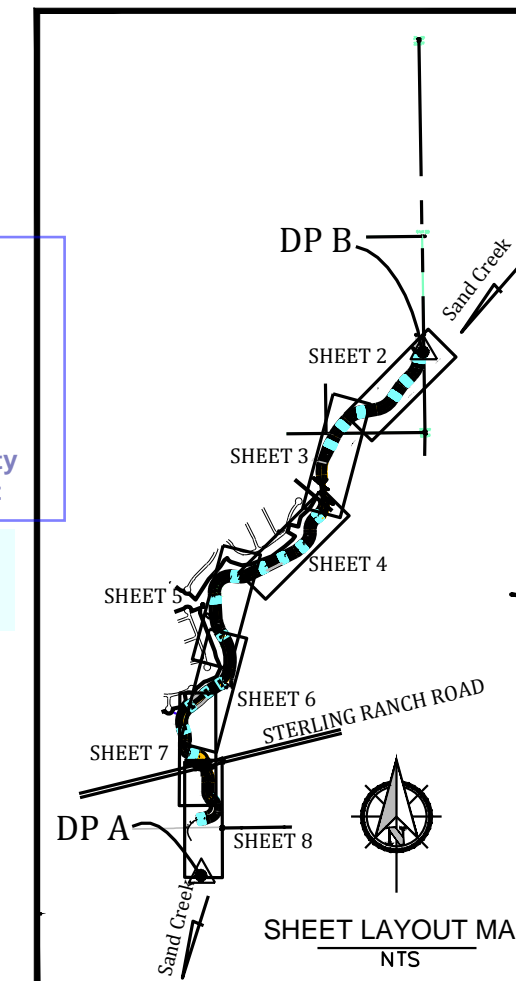 DP B
Sand Creek
SHEET 2
ty
SHEET 3
SHEET 4
SHEET 5
SHEET 6
STERLING RANCH ROAD
SHEET 7
DP A
SHEET 8
N
Sand Creek
SHEET LAYOUT MA
NTS